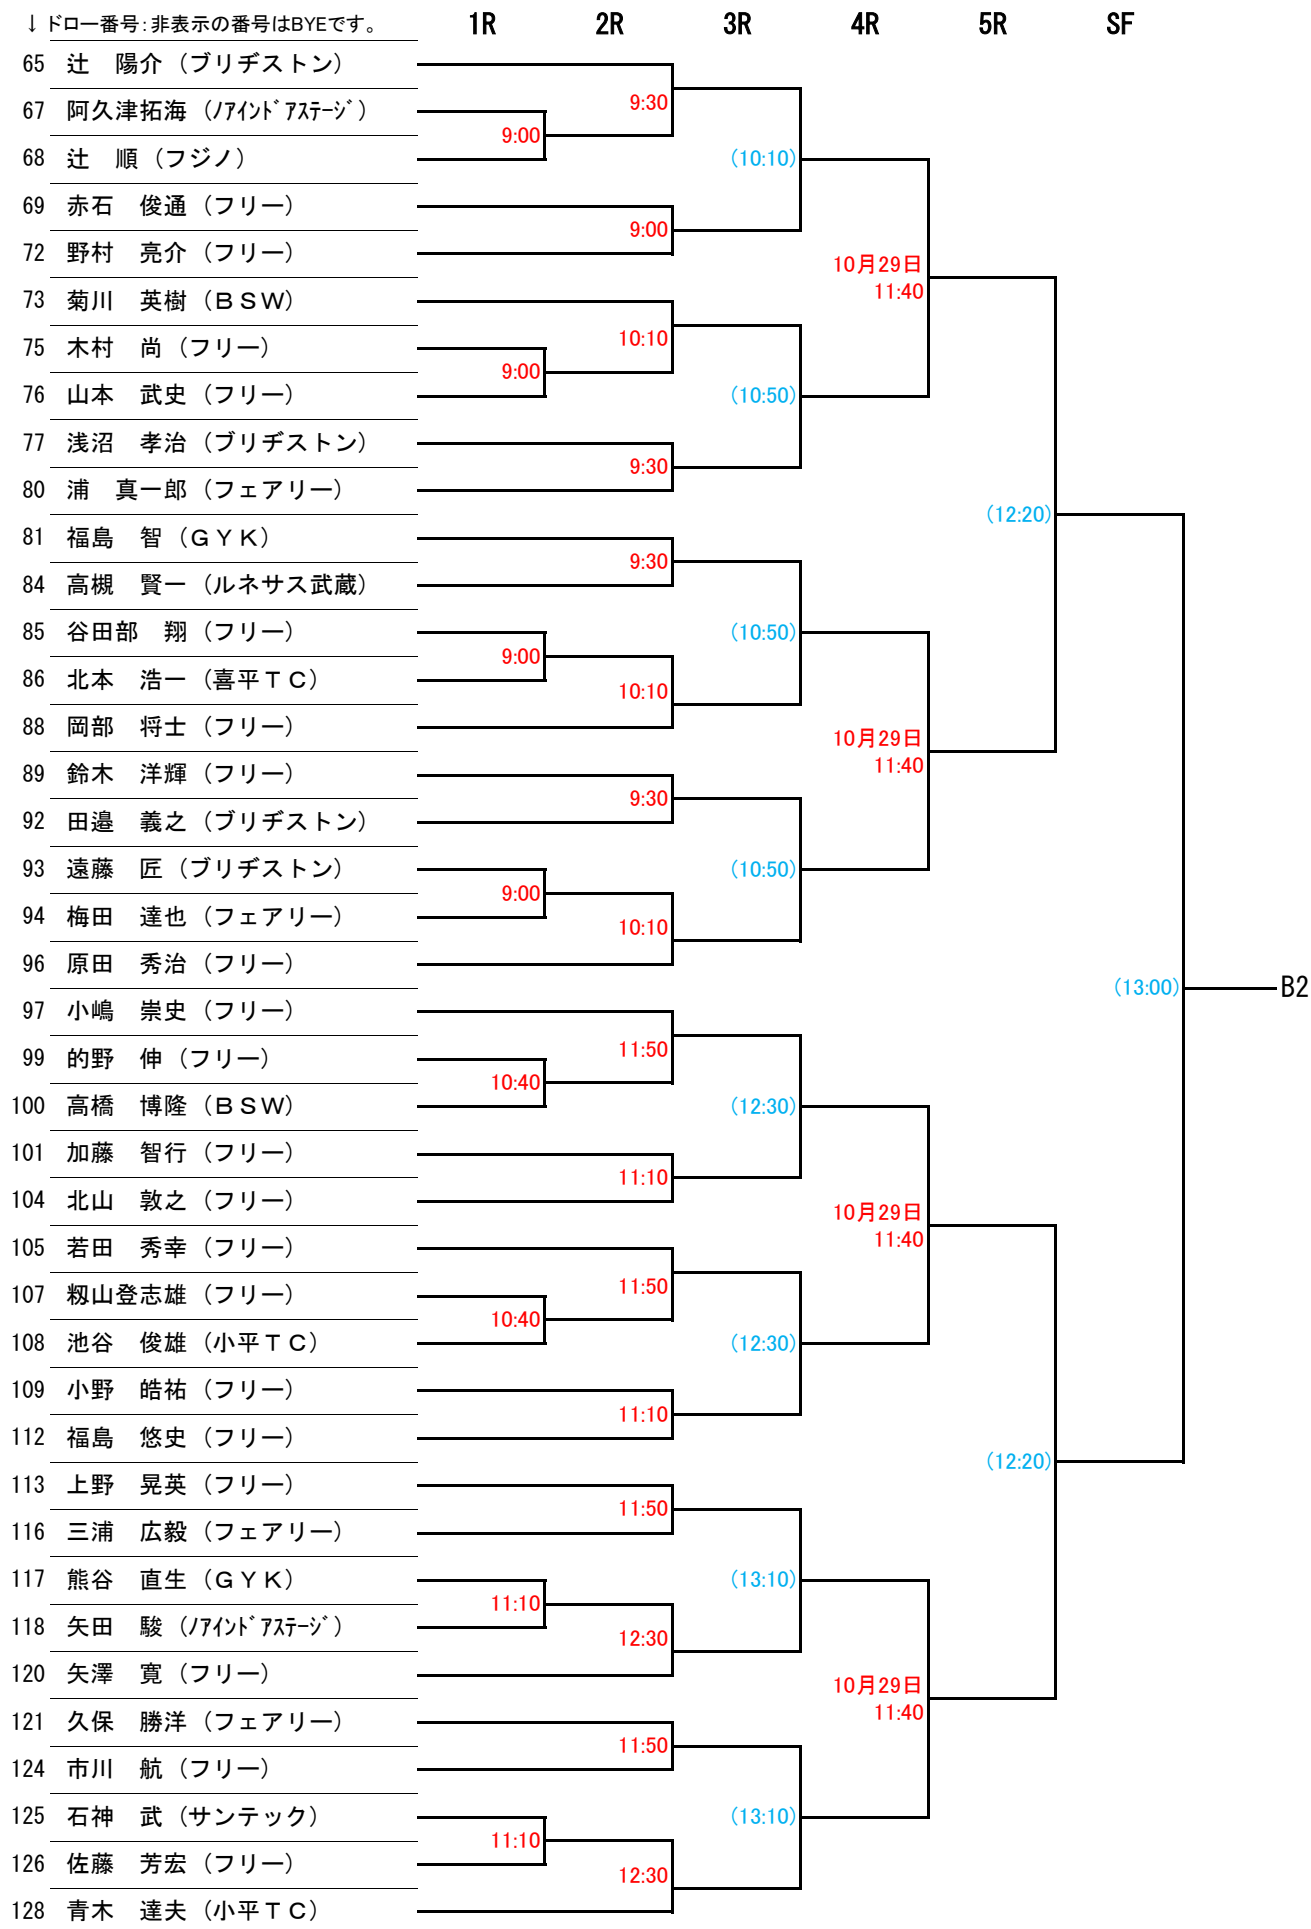 ↓ドロー番号：非表示の番号はBYEです。 1R 2R 3R 4R 5R SF
65 辻　陽介（ブリヂストン）
9:30
67 阿久津拓海（ﾉｱｲﾝﾄﾞｱｽﾃｰｼﾞ）
9:00
68 辻　順（フジノ） (10:10)
69 赤石　俊通（フリー）
9:00
72 野村　亮介（フリー）
10月29日
11:40
73 菊川　英樹（ＢＳＷ）
10:10
75 木村　尚（フリー）
9:00
76 山本　武史（フリー） (10:50)
77 浅沼　孝治（ブリヂストン）
9:30
80 浦　真一郎（フェアリー）
(12:20)
81 福島　智（ＧＹＫ）
9:30
84 高槻　賢一（ルネサス武蔵）
85 谷田部　翔（フリー） (10:50)
9:00
86 北本　浩一（喜平ＴＣ）
10:10
88 岡部　将士（フリー）
10月29日
11:40
89 鈴木　洋輝（フリー）
9:30
92 田邉　義之（ブリヂストン）
93 遠藤　匠（ブリヂストン） (10:50)
9:00
94 梅田　達也（フェアリー）
10:10
96 原田　秀治（フリー）
(13:00) B2
97 小嶋　崇史（フリー）
11:50
99 的野　伸（フリー）
10:40
100 高橋　博隆（ＢＳＷ） (12:30)
101 加藤　智行（フリー）
11:10
104 北山　敦之（フリー）
10月29日
11:40
105 若田　秀幸（フリー）
11:50
107 籾山登志雄（フリー）
10:40
108 池谷　俊雄（小平ＴＣ） (12:30)
109 小野　皓祐（フリー）
11:10
112 福島　悠史（フリー）
(12:20)
113 上野　晃英（フリー）
11:50
116 三浦　広毅（フェアリー）
117 熊谷　直生（ＧＹＫ） (13:10)
11:10
118 矢田　駿（ﾉｱｲﾝﾄﾞｱｽﾃｰｼﾞ）
12:30
120 矢澤　寛（フリー）
10月29日
11:40
121 久保　勝洋（フェアリー）
11:50
124 市川　航（フリー）
125 石神　武（サンテック） (13:10)
11:10
126 佐藤　芳宏（フリー）
12:30
128 青木　達夫（小平ＴＣ）